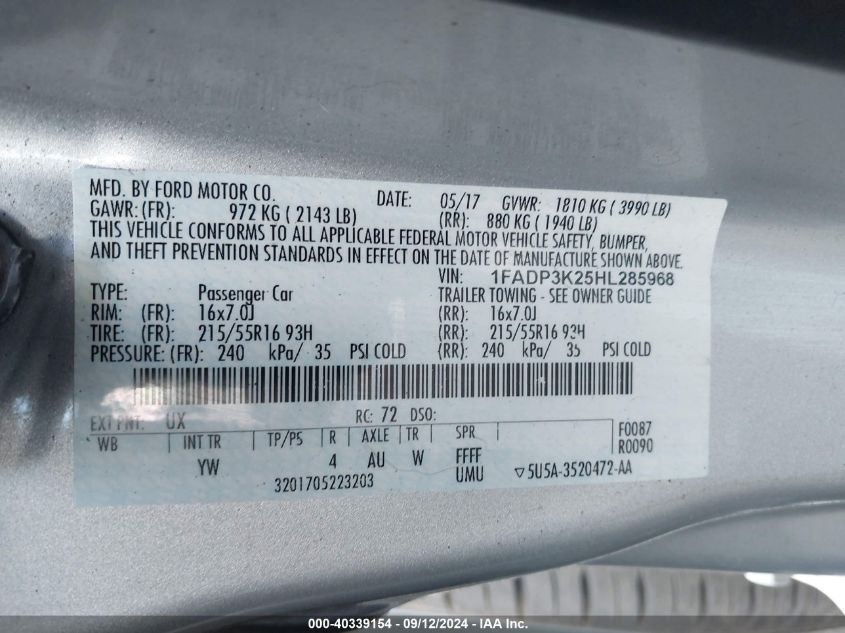 MFD. BY FORD MOTOR CO. DATE: 05/17 GVWR: 1810 KG ( 3990 LB)
GAWR: (FR): 972 KG ( 2143 LB) (RR): 880 KG ( 1940 LB)
THIS VEHICLE CONFORMS TO ALL APPLICABLE FEDERAL MOTOR VEHICLE SAFETY, BUMPER,
AND THEFT PREVENTION STANDARDS IN EFFECT ON THE DATE OF MANUFACTURE SHOWN ABOVE.
VIN: 1FADP3K25HL285968
TYPE: Passenger Car TRAILER TOWING - SEE OWNER GUIDE
RIM: (FR): 16x7.0J (RR): 16x7.0J
TIRE: (FR): 215/55R16 93H (RR): 215/55R16 93H
PRESSURE: (FR): 240 kPa/ 35 PSI COLD (RR): 240 kPa/ 35 PSI COLD
EXT PNT: UX RC: 72 DSO:
WB INT TR TP/PS R AXLE TR SPR F0087
R0090
YW 4 AU W FFFF
UMU
3201705223203 ▽5U5A-3520472-AA
000-40339154 - 09/12/2024 - IAA Inc.